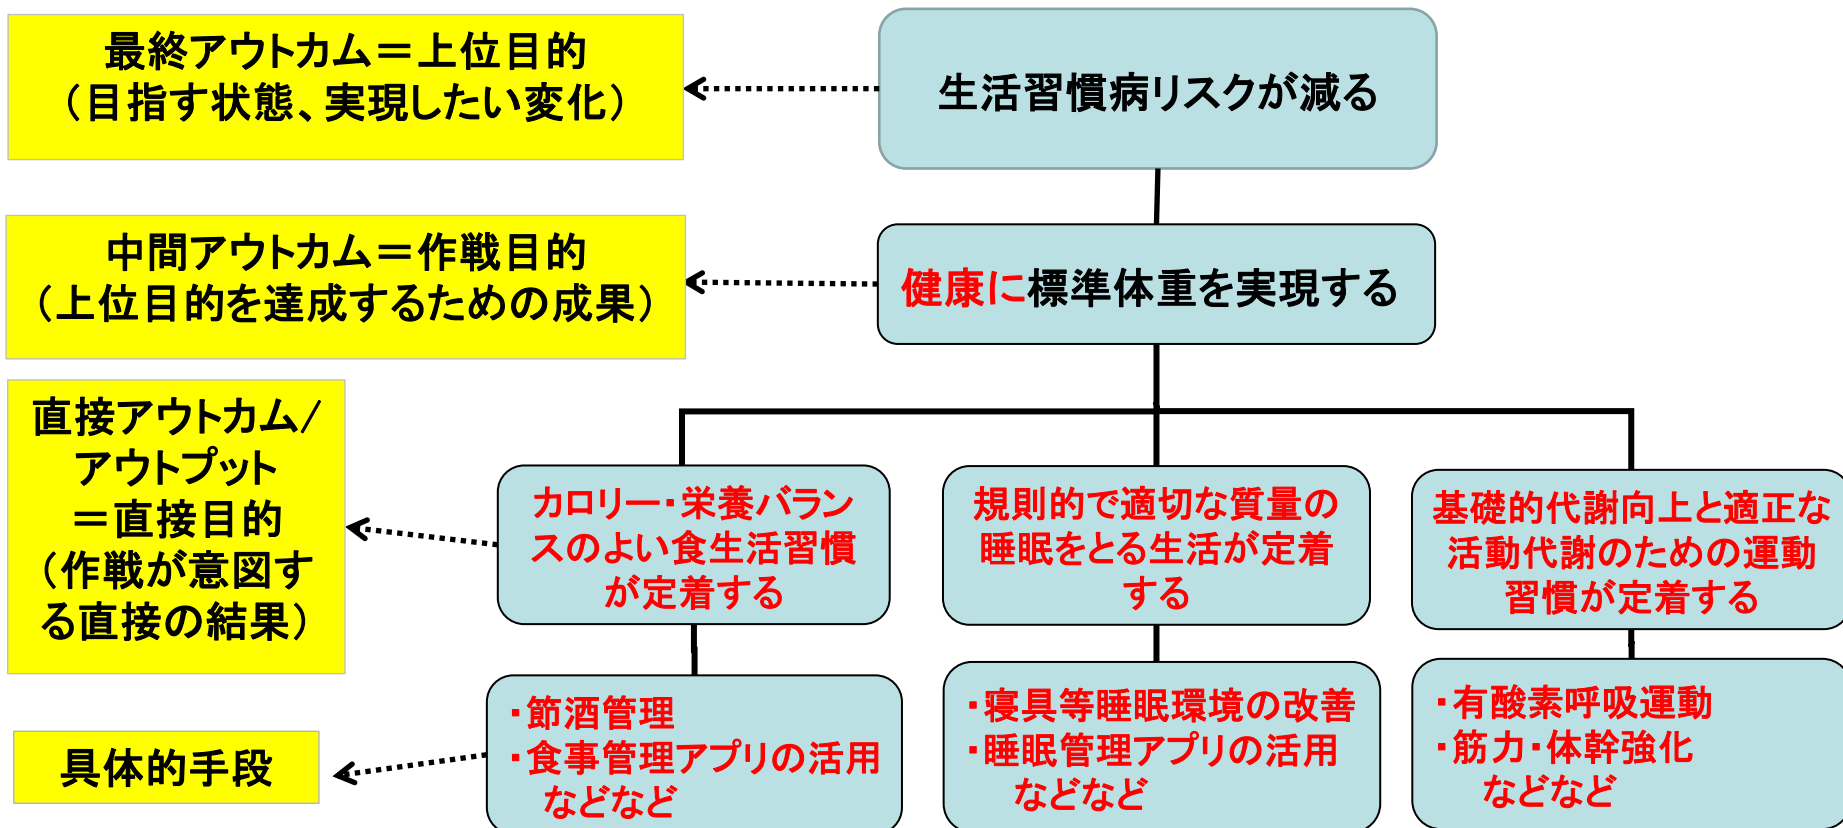 最終アウトカム＝上位目的
（目指す状態、実現したい変化）
生活習慣病リスクが減る
中間アウトカム＝作戦目的
（上位目的を達成するための成果）
健康に標準体重を実現する
直接アウトカム/
アウトプット
＝直接目的
（作戦が意図す
る直接の結果）
カロリー・栄養バラン
スのよい食生活習慣
が定着する
規則的で適切な質量の
睡眠をとる生活が定着
する
基礎的代謝向上と適正な
活動代謝のための運動
習慣が定着する
具体的手段
・節酒管理
・食事管理アプリの活用
などなど
・寝具等睡眠環境の改善
・睡眠管理アプリの活用
などなど
・有酸素呼吸運動
・筋力・体幹強化
などなど